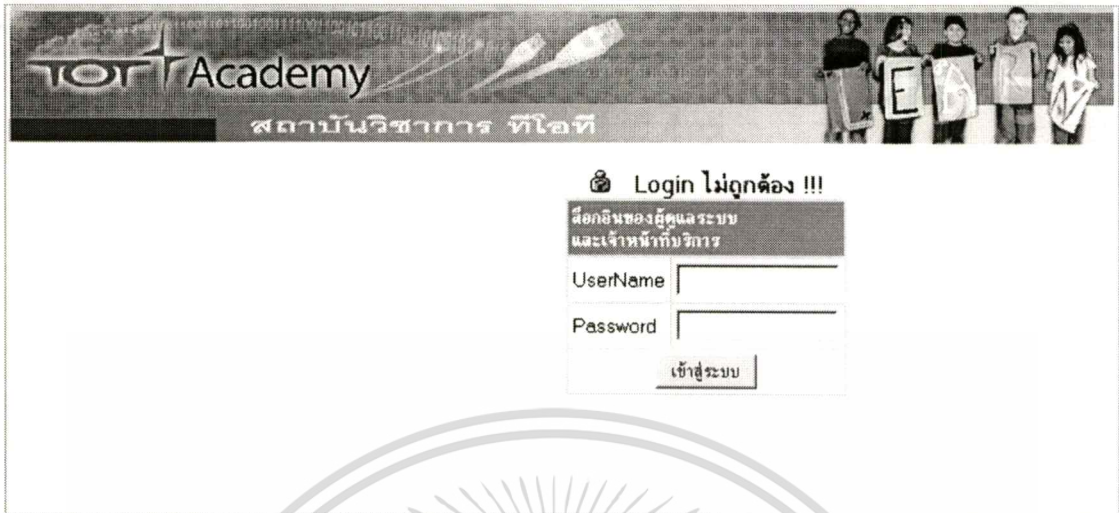 TOT Academy
สถาบันวิชาการ ทีโอที
L E A R N
Login ไม่ถูกต้อง !!!
ล็อกอินของผู้ดูแลระบบ
และเจ้าหน้าที่บริการ
UserName
Password
เข้าสู่ระบบ